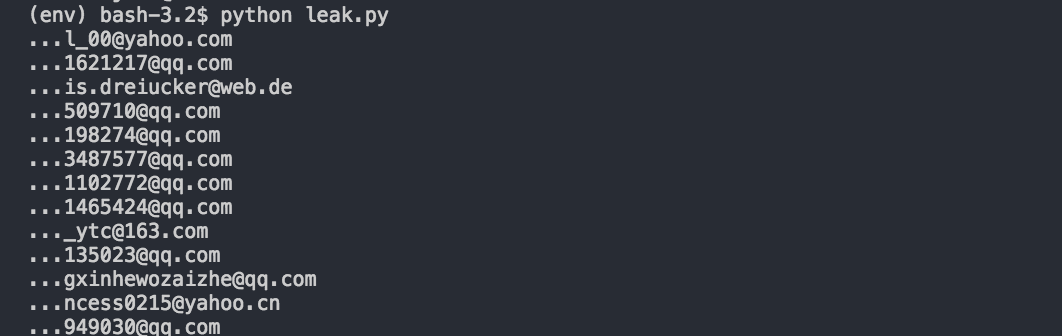 (env) bash-3.2$ python leak.py
...l_00@yahoo.com
...1621217@qq.com
...is.dreiucker@web.de
...509710@qq.com
...198274@qq.com
...3487577@qq.com
...1102772@qq.com
...1465424@qq.com
..._ytc@163.com
...135023@qq.com
...gxinhewozaizhe@qq.com
...ncess0215@yahoo.cn
...949030@qq.com